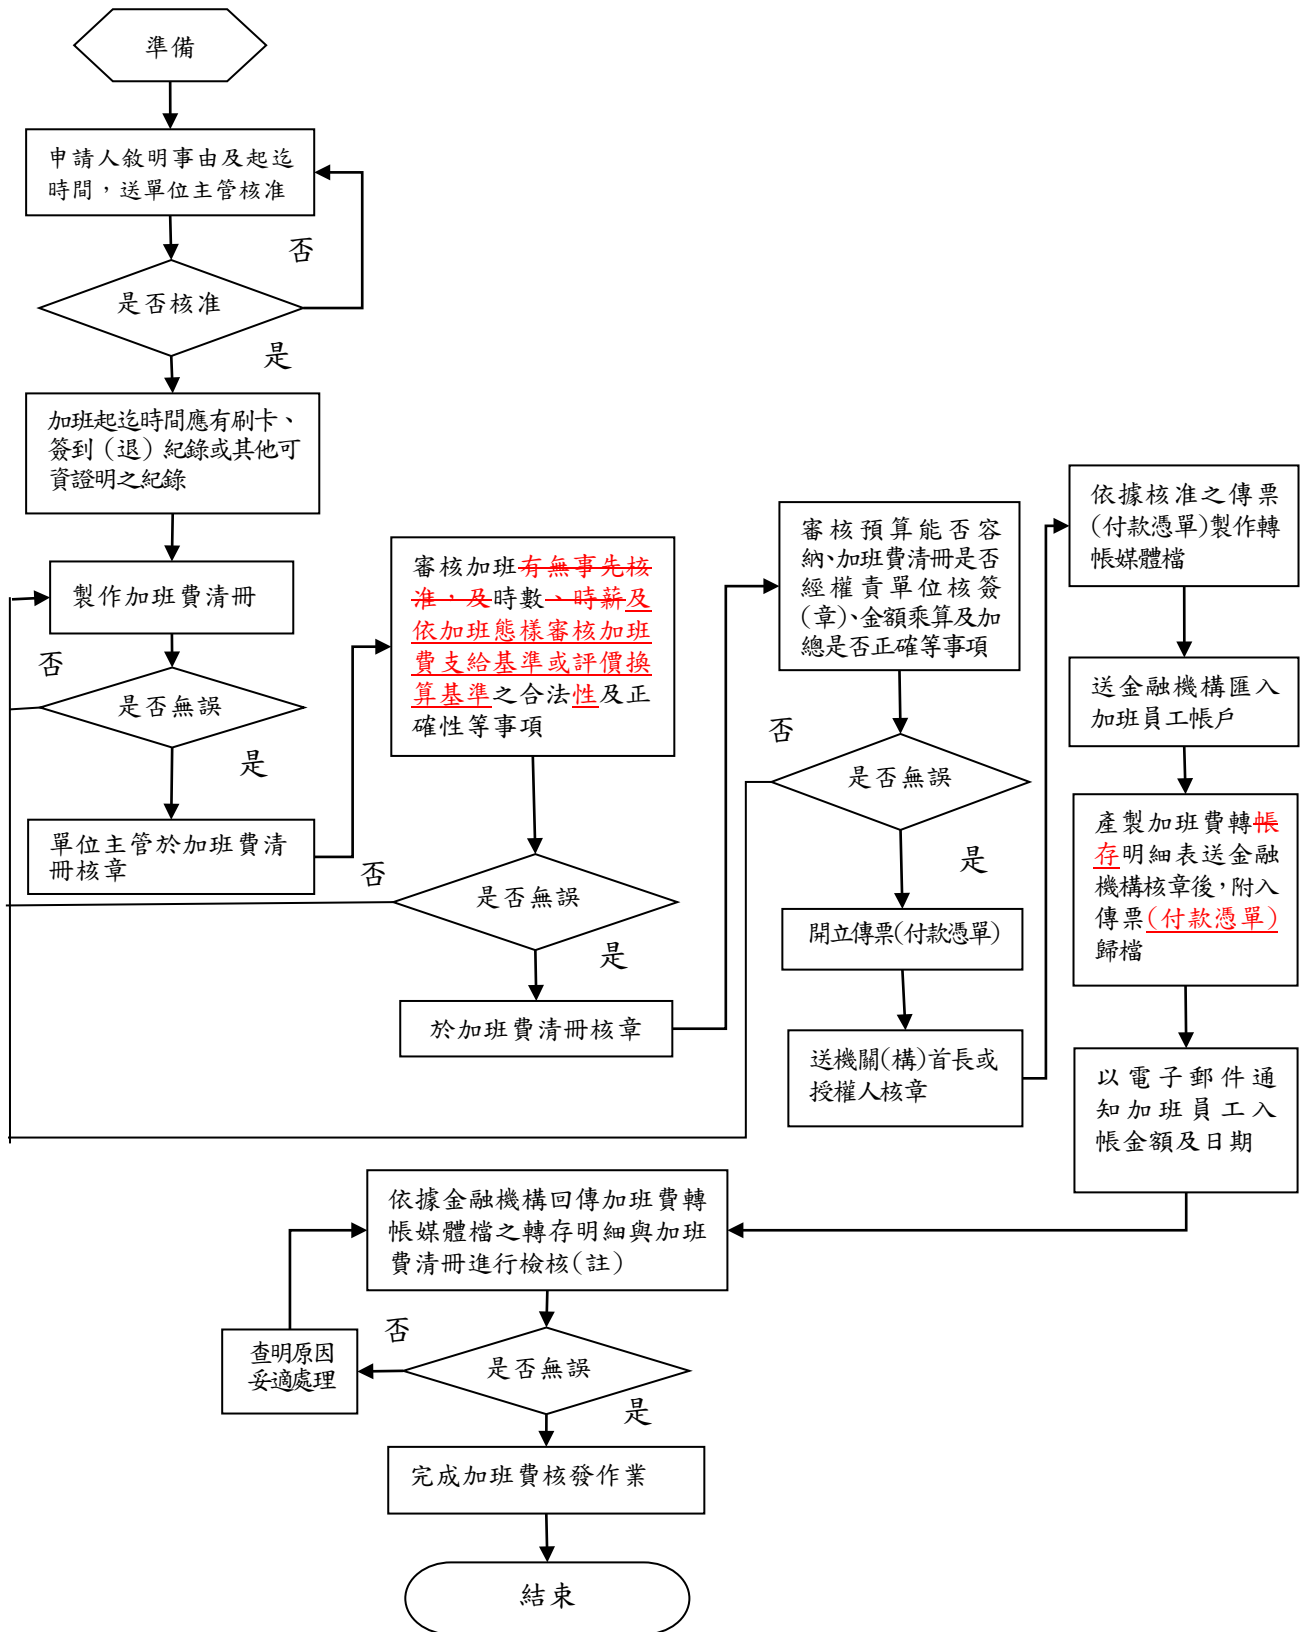 準備
申請人敘明事由及起迄
時間，送單位主管核准
否
是否核准
是
加班起迄時間應有刷卡、
簽到（退）紀錄或其他可
資證明之紀錄
製作加班費清冊
否
是否無誤
是
單位主管於加班費清
冊核章
審核加班有無事先核
准，及時數、時薪及
依加班態樣審核加班
費支給基準或評價換
算基準之合法性及正
確性等事項
否
是否無誤
是
於加班費清冊核章
審核預算能否容
納、加班費清冊是否
經權責單位核簽
(章)、金額乘算及加
總是否正確等事項
否
是否無誤
是
開立傳票(付款憑單)
送機關(構)首長或
授權人核章
依據核准之傳票
(付款憑單)製作轉
帳媒體檔
送金融機構匯入
加班員工帳戶
產製加班費轉帳
存明細表送金融
機構核章後，附入
傳票(付款憑單)
歸檔
以電子郵件通
知加班員工入
帳金額及日期
依據金融機構回傳加班費轉
帳媒體檔之轉存明細與加班
費清冊進行檢核(註)
否
查明原因
妥適處理
是否無誤
是
完成加班費核發作業
結束